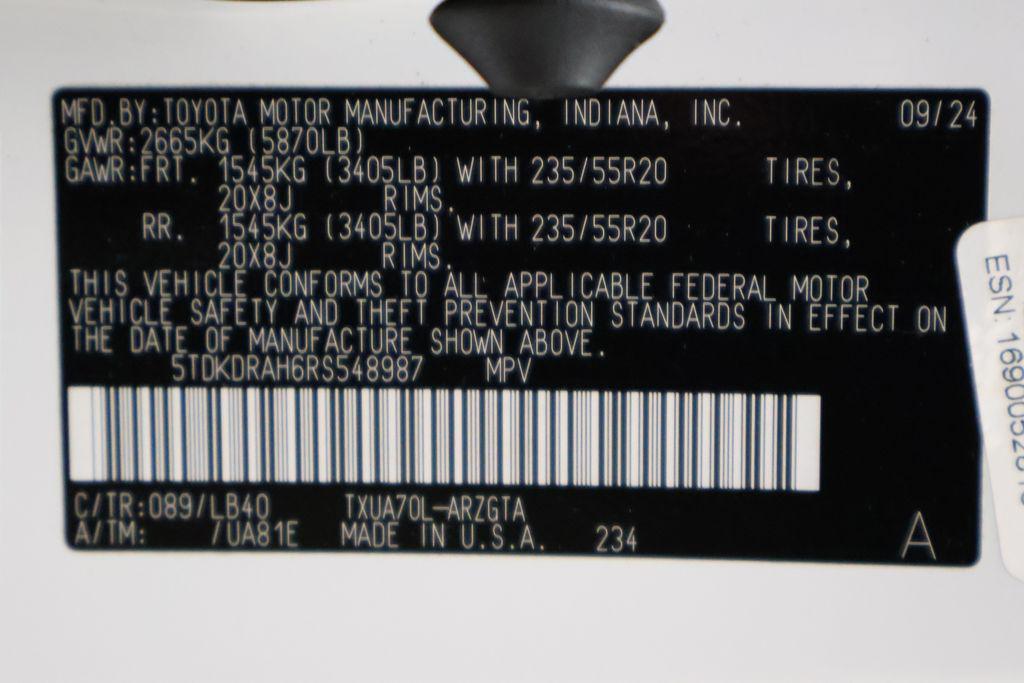 MFD.BY:TOYOTA MOTOR MANUFACTURING, INDIANA, INC. 09/24
GVWR:2665KG (5870LB)
GAWR:FRT. 1545KG (3405LB) WITH 235/55R20 TIRES,
20X8J RIMS.
RR. 1545KG (3405LB) WITH 235/55R20 TIRES,
20X8J RIMS.
THIS VEHICLE CONFORMS TO ALL APPLICABLE FEDERAL MOTOR
VEHICLE SAFETY AND THEFT PREVENTION STANDARDS IN EFFECT ON
THE DATE OF MANUFACTURE SHOWN ABOVE.
5TDKDRAH6RS548987 MPV
C/TR:089/LB40 TXUA70L-ARZGTA
A/TM: /UA81E MADE IN U.S.A. 234 A
ESN: